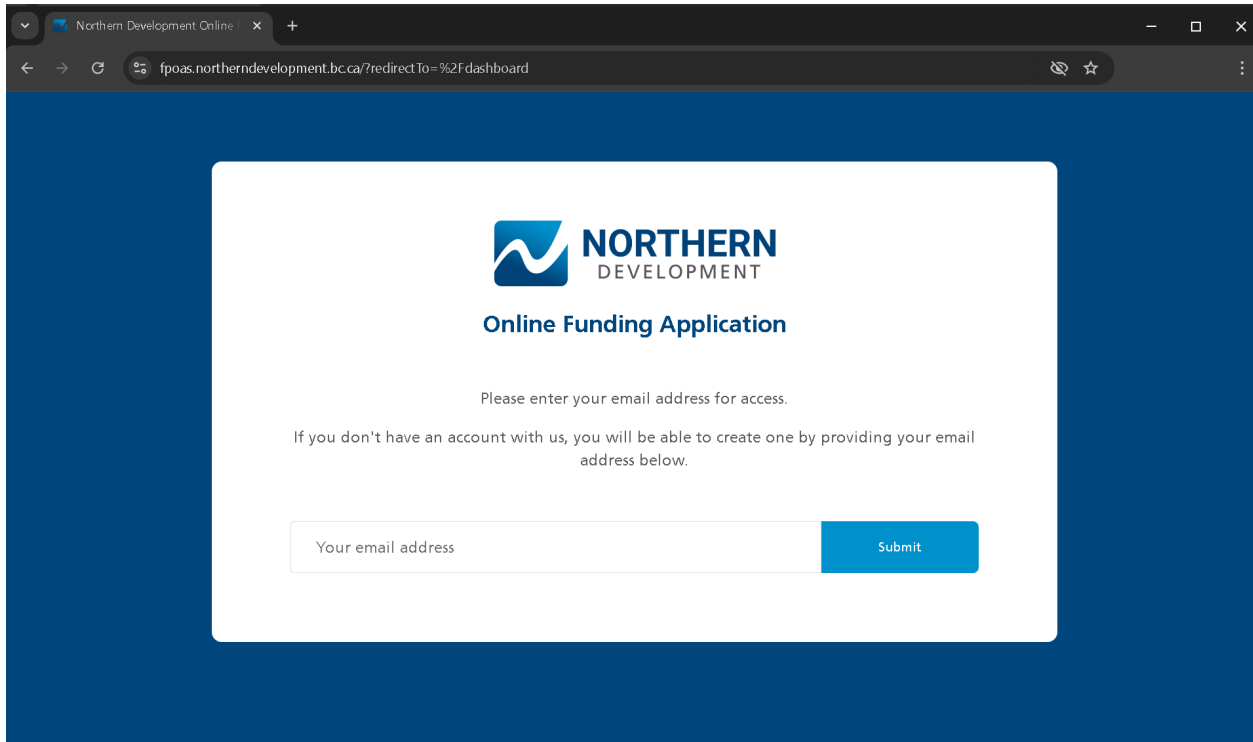 Northern Development Online
fpoas.northerndevelopment.bc.ca/?redirectTo=%2Fdashboard
NORTHERN
DEVELOPMENT
Online Funding Application
Please enter your email address for access.
If you don't have an account with us, you will be able to create one by providing your email
address below.
Your email address
Submit